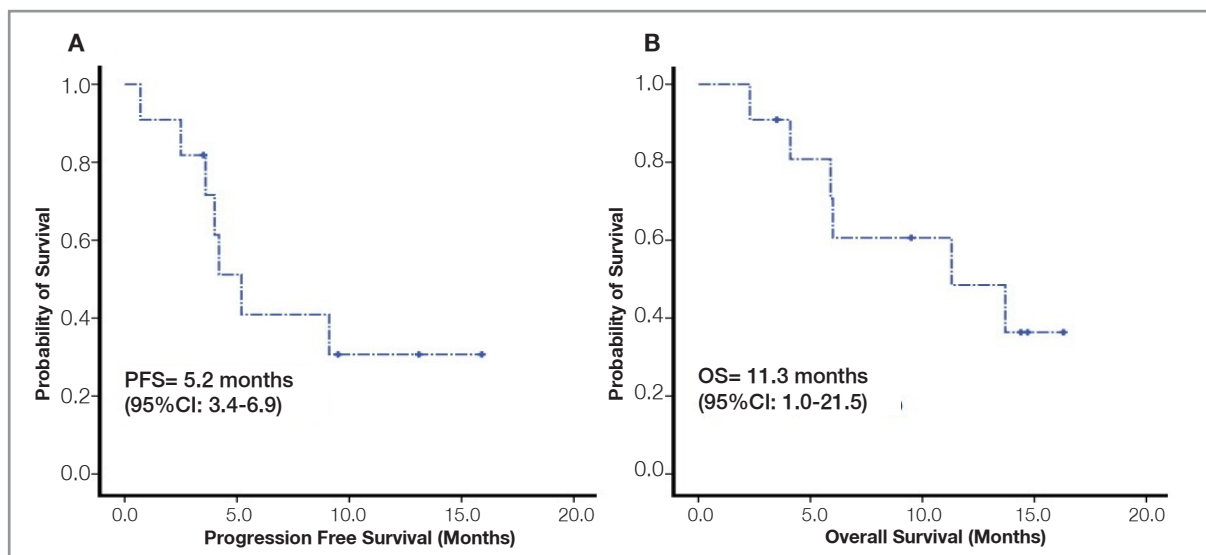 A
Probability of Survival
1.0
0.8
0.6
0.4
0.2
0.0
PFS= 5.2 months
(95%CI: 3.4-6.9)
0.0 5.0 10.0 15.0 20.0
Progression Free Survival (Months)
B
Probability of Survival
1.0
0.8
0.6
0.4
0.2
0.0
OS= 11.3 months
(95%CI: 1.0-21.5)
0.0 5.0 10.0 15.0 20.0
Overall Survival (Months)